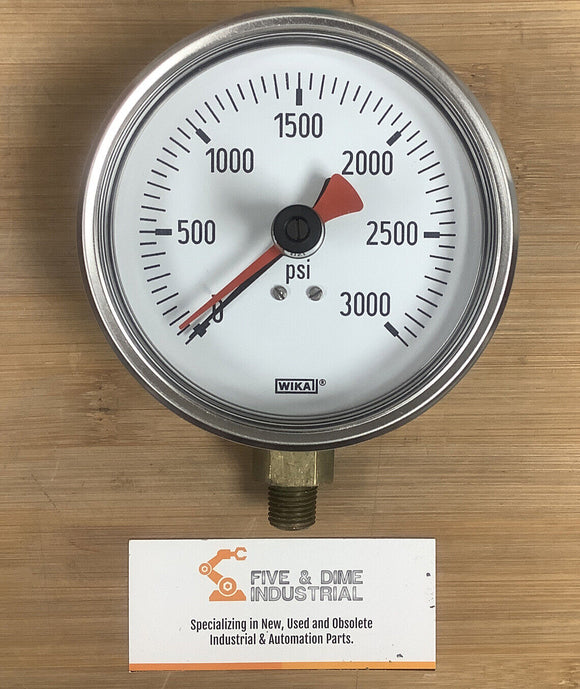 1500
1000
2000
500
2500
psi
0
3000
WIKAI®
FIVE & DIME
INDUSTRIAL
Specializing in New, Used and Obsolete
Industrial & Automation Parts.